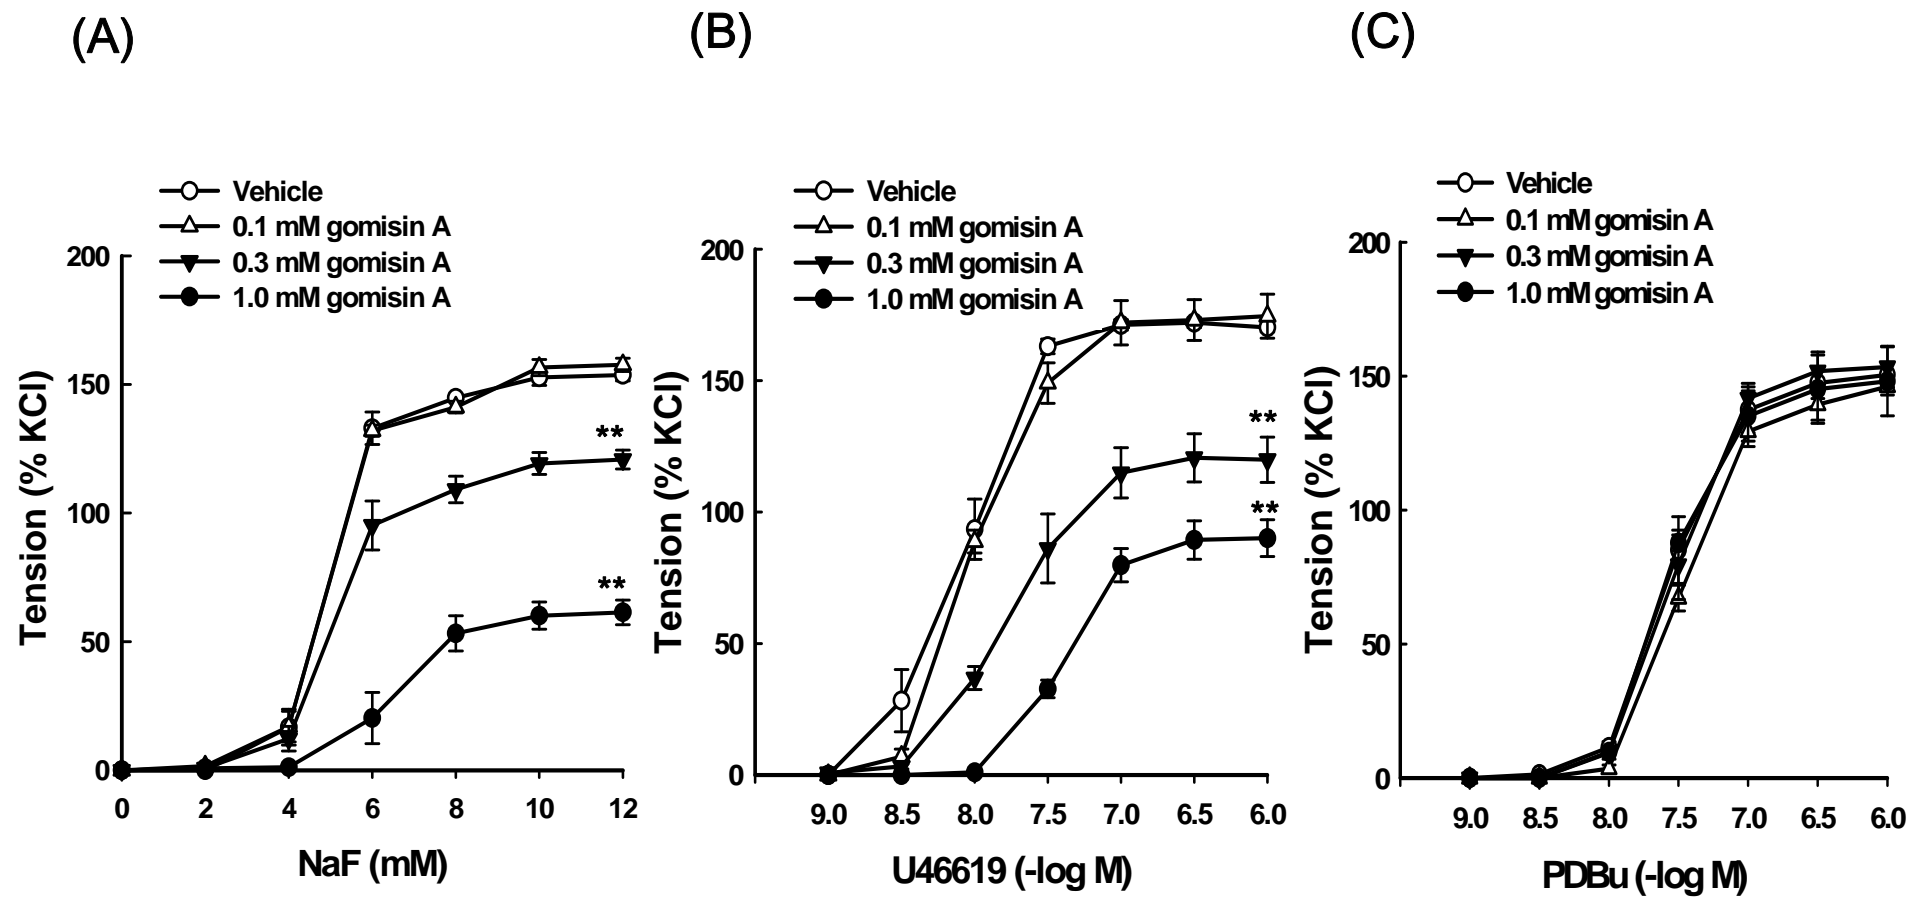 (A)
(B)
(C)
Vehicle
0.1 mM gomisin A
0.3 mM gomisin A
1.0 mM gomisin A
200
150
100
50
0
**
**
0 2 4 6 8 10 12
Tension (% KCl)
NaF (mM)
Vehicle
0.1 mM gomisin A
0.3 mM gomisin A
1.0 mM gomisin A
200
150
100
50
0
**
**
9.0 8.5 8.0 7.5 7.0 6.5 6.0
Tension (% KCl)
U46619 (-log M)
Vehicle
0.1 mM gomisin A
0.3 mM gomisin A
1.0 mM gomisin A
200
150
100
50
0
9.0 8.5 8.0 7.5 7.0 6.5 6.0
Tension (% KCl)
PDBu (-log M)